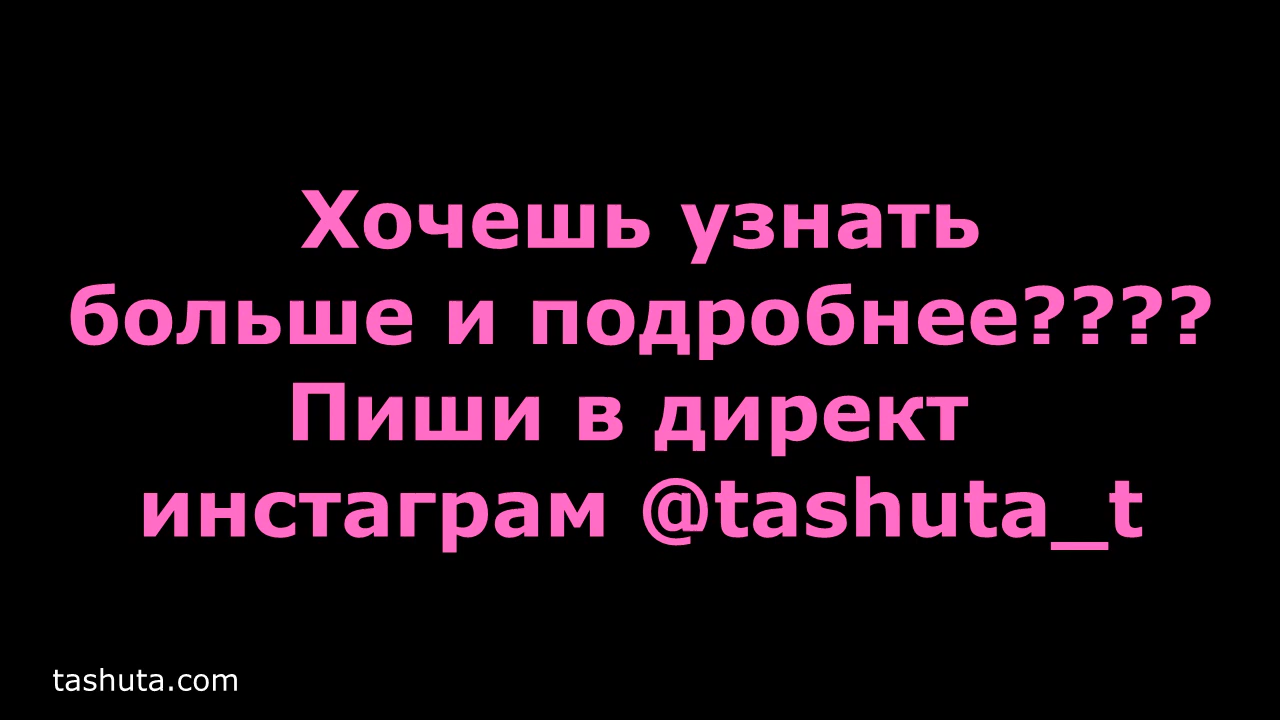 Хочешь узнать
больше и подробнее????
Пиши в директ
инстаграм @tashuta_t
tashuta.com